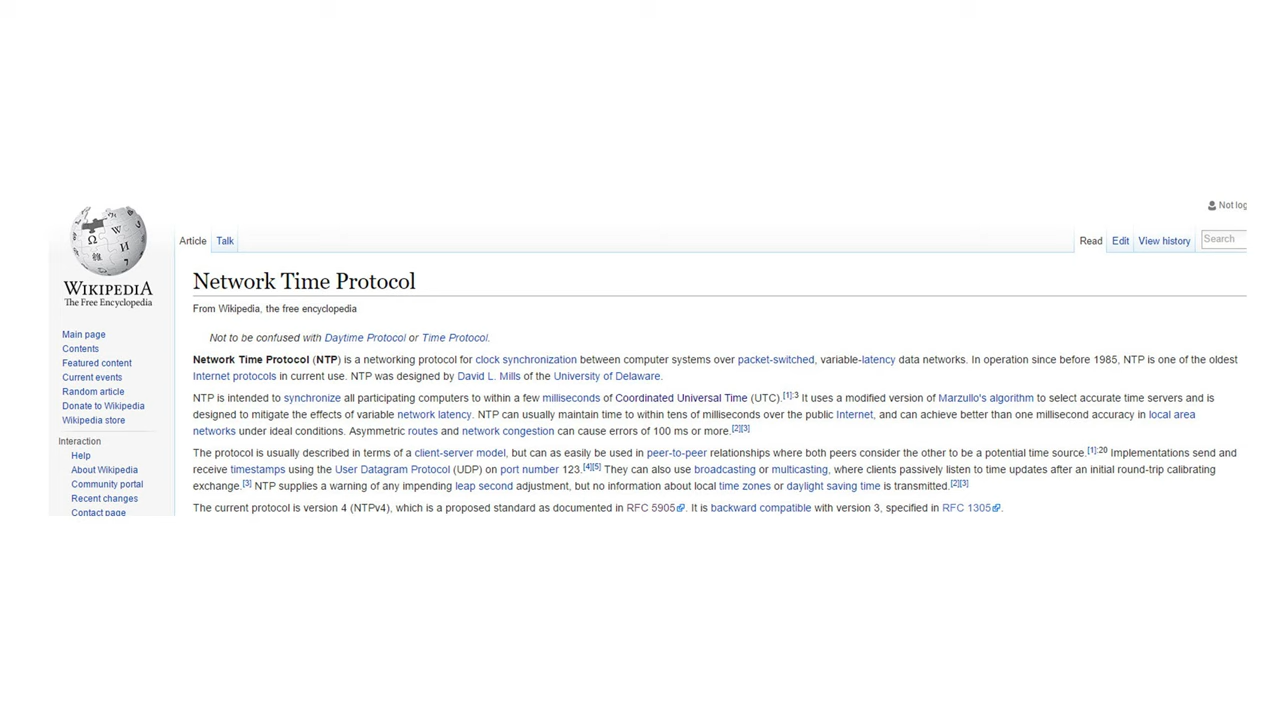 Not log
Article Talk Read Edit View history Search
WIKIPEDIA
The Free Encyclopedia
Main page
Contents
Featured content
Current events
Random article
Donate to Wikipedia
Wikipedia store
Interaction
Help
About Wikipedia
Community portal
Recent changes
Contact page
Network Time Protocol
From Wikipedia, the free encyclopedia
Not to be confused with Daytime Protocol or Time Protocol.
Network Time Protocol (NTP) is a networking protocol for clock synchronization between computer systems over packet-switched, variable-latency data networks. In operation since before 1985, NTP is one of the oldest
Internet protocols in current use. NTP was designed by David L. Mills of the University of Delaware.
NTP is intended to synchronize all participating computers to within a few milliseconds of Coordinated Universal Time (UTC).[1]:3 It uses a modified version of Marzullo's algorithm to select accurate time servers and is
designed to mitigate the effects of variable network latency. NTP can usually maintain time to within tens of milliseconds over the public Internet, and can achieve better than one millisecond accuracy in local area
networks under ideal conditions. Asymmetric routes and network congestion can cause errors of 100 ms or more.[2][3]
The protocol is usually described in terms of a client-server model, but can as easily be used in peer-to-peer relationships where both peers consider the other to be a potential time source.[1]:20 Implementations send and
receive timestamps using the User Datagram Protocol (UDP) on port number 123.[4][5] They can also use broadcasting or multicasting, where clients passively listen to time updates after an initial round-trip calibrating
exchange.[3] NTP supplies a warning of any impending leap second adjustment, but no information about local time zones or daylight saving time is transmitted.[2][3]
The current protocol is version 4 (NTPv4), which is a proposed standard as documented in RFC 5905. It is backward compatible with version 3, specified in RFC 1305.